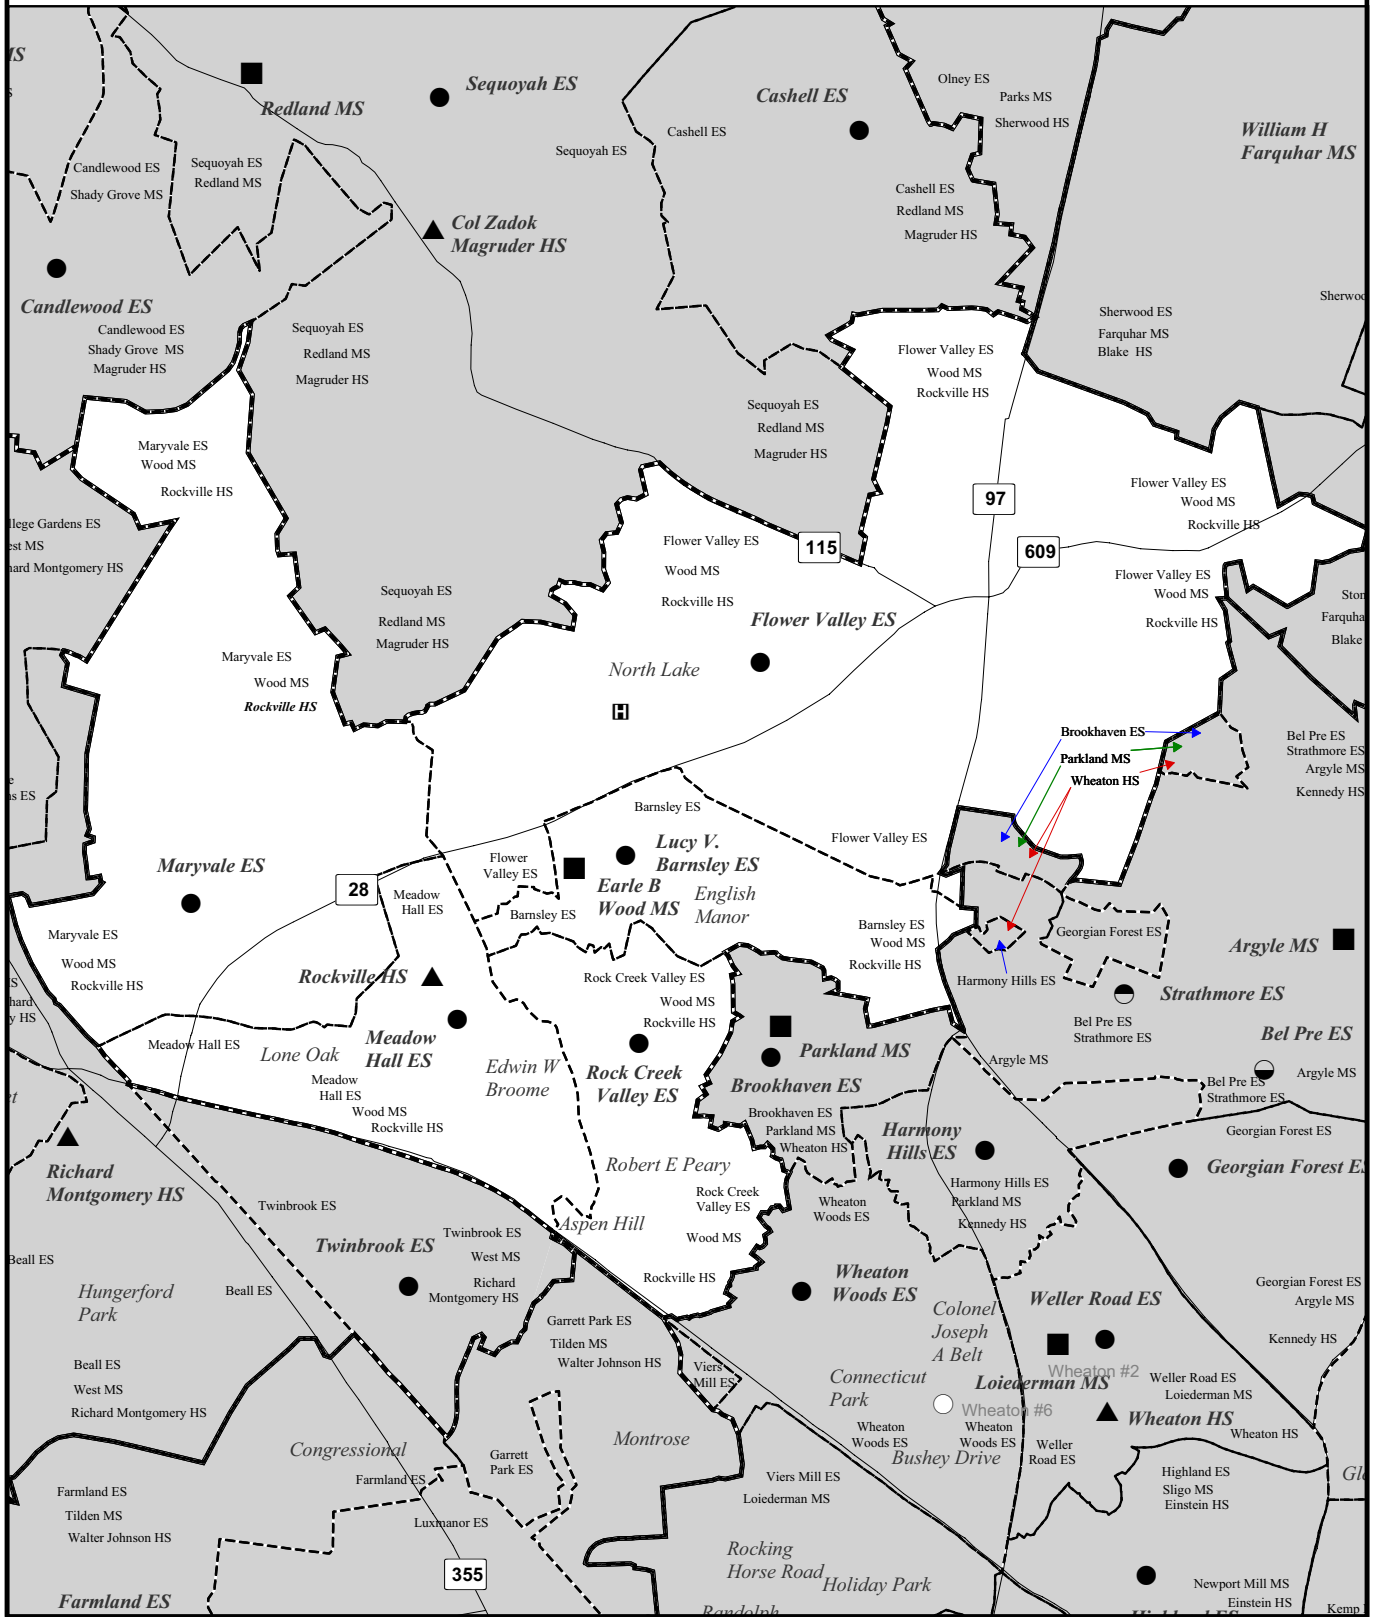 Redland MS
Sequoyah ES
Cashell ES
Olney ES
Parks MS
Sherwood HS
William H
Farquhar MS
Cashell ES
Sequoyah ES
Candlewood ES
Shady Grove MS
Sequoyah ES
Redland MS
Cashell ES
Redland MS
Magruder HS
Col Zadok
Magruder HS
Candlewood ES
Candlewood ES
Shady Grove MS
Magruder HS
Sequoyah ES
Redland MS
Magruder HS
Sherwood ES
Farquhar MS
Blake HS
Flower Valley ES
Wood MS
Rockville HS
Sequoyah ES
Redland MS
Magruder HS
Maryvale ES
Wood MS
Rockville HS
Flower Valley ES
Wood MS
Rockville HS
97
115
609
llege Gardens ES
est MS
hard Montgomery HS
Flower Valley ES
Wood MS
Rockville HS
Flower Valley ES
Wood MS
Rockville HS
Sequoyah ES
Redland MS
Magruder HS
Flower Valley ES
North Lake
H
Maryvale ES
Wood MS
Rockville HS
Brookhaven ES
Parkland MS
Wheaton HS
Bel Pre ES
Strathmore ES
Argyle MS
Kennedy HS
Barnsley ES
Flower Valley ES
Lucy V.
Barnsley ES
Earle B
Wood MS
English
Manor
Flower
Valley ES
Barnsley ES
Maryvale ES
28
Meadow
Hall ES
Maryvale ES
Wood MS
Rockville HS
Rockville HS
Barnsley ES
Wood MS
Rockville HS
Georgian Forest ES
Harmony Hills ES
Argyle MS
Strathmore ES
Bel Pre ES
Strathmore ES
Bel Pre ES
Argyle MS
Argyle MS
Bel Pre ES
Strathmore ES
Rock Creek Valley ES
Wood MS
Rockville HS
Meadow Hall ES
Lone Oak
Meadow
Hall ES
Meadow
Hall ES
Wood MS
Rockville HS
Edwin W
Broome
Rock Creek
Valley ES
Parkland MS
Brookhaven ES
Brookhaven ES
Parkland MS
Wheaton HS
Harmony
Hills ES
Harmony Hills ES
Parkland MS
Kennedy HS
Georgian Forest ES
Georgian Forest ES
Richard
Montgomery HS
Robert E Peary
Rock Creek
Valley ES
Wood MS
Rockville HS
Wheaton
Woods ES
Aspen Hill
Twinbrook ES
Twinbrook ES
Twinbrook ES
West MS
Richard
Montgomery HS
Beall ES
Beall ES
Hungerford
Park
Wheaton
Woods ES
Colonel
Joseph
A Belt
Weller Road ES
Georgian Forest ES
Argyle MS
Kennedy HS
Garrett Park ES
Tilden MS
Walter Johnson HS
Viers
Mill ES
Beall ES
West MS
Richard Montgomery HS
Connecticut
Park
Wheaton #2
Loiederman MS
Weller Road ES
Loiederman MS
Wheaton #6
Wheaton HS
Wheaton HS
Wheaton
Woods ES
Wheaton
Woods ES
Weller
Road ES
Bushey Drive
Congressional
Montrose
Garrett
Park ES
Farmland ES
Luxmanor ES
Viers Mill ES
Loiederman MS
Highland ES
Sligo MS
Einstein HS
Farmland ES
Tilden MS
Walter Johnson HS
355
Rocking
Horse Road
Holiday Park
Randolph
Newport Mill MS
Einstein HS
Farmland ES